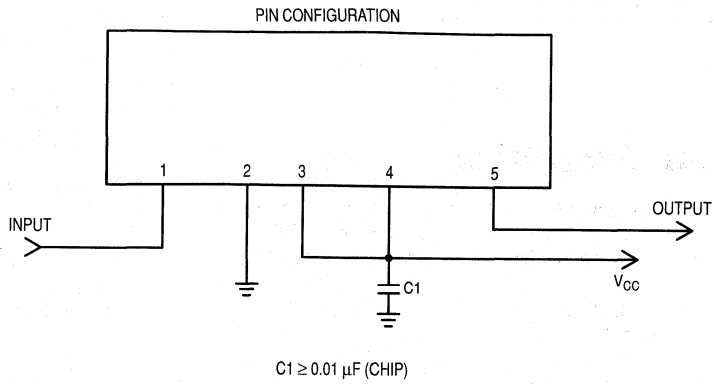 PIN CONFIGURATION
1 2 3 4 5
INPUT
OUTPUT
VCC
C1
C1 ≥ 0.01 μF (CHIP)